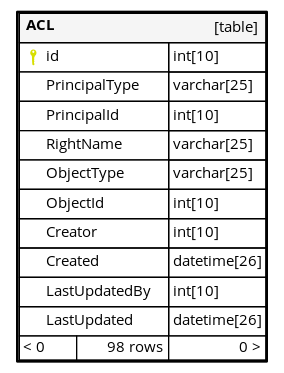 ACL [table]
id int[10]
PrincipalType varchar[25]
PrincipalId int[10]
RightName varchar[25]
ObjectType varchar[25]
ObjectId int[10]
Creator int[10]
Created datetime[26]
LastUpdatedBy int[10]
LastUpdated datetime[26]
< 0 98 rows 0 >